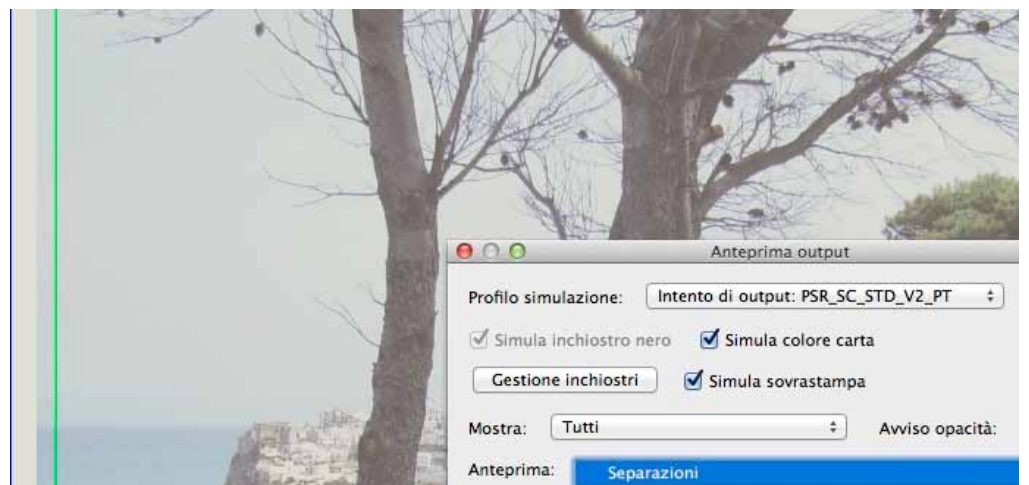 Anteprima output
Profilo simulazione: Intento di output: PSR_SC_STD_V2_PT
Simula inchiostro nero Simula colore carta
Gestione inchiostri Simula sovrastampa
Mostra: Tutti Avviso opacità:
Anteprima: Separazioni